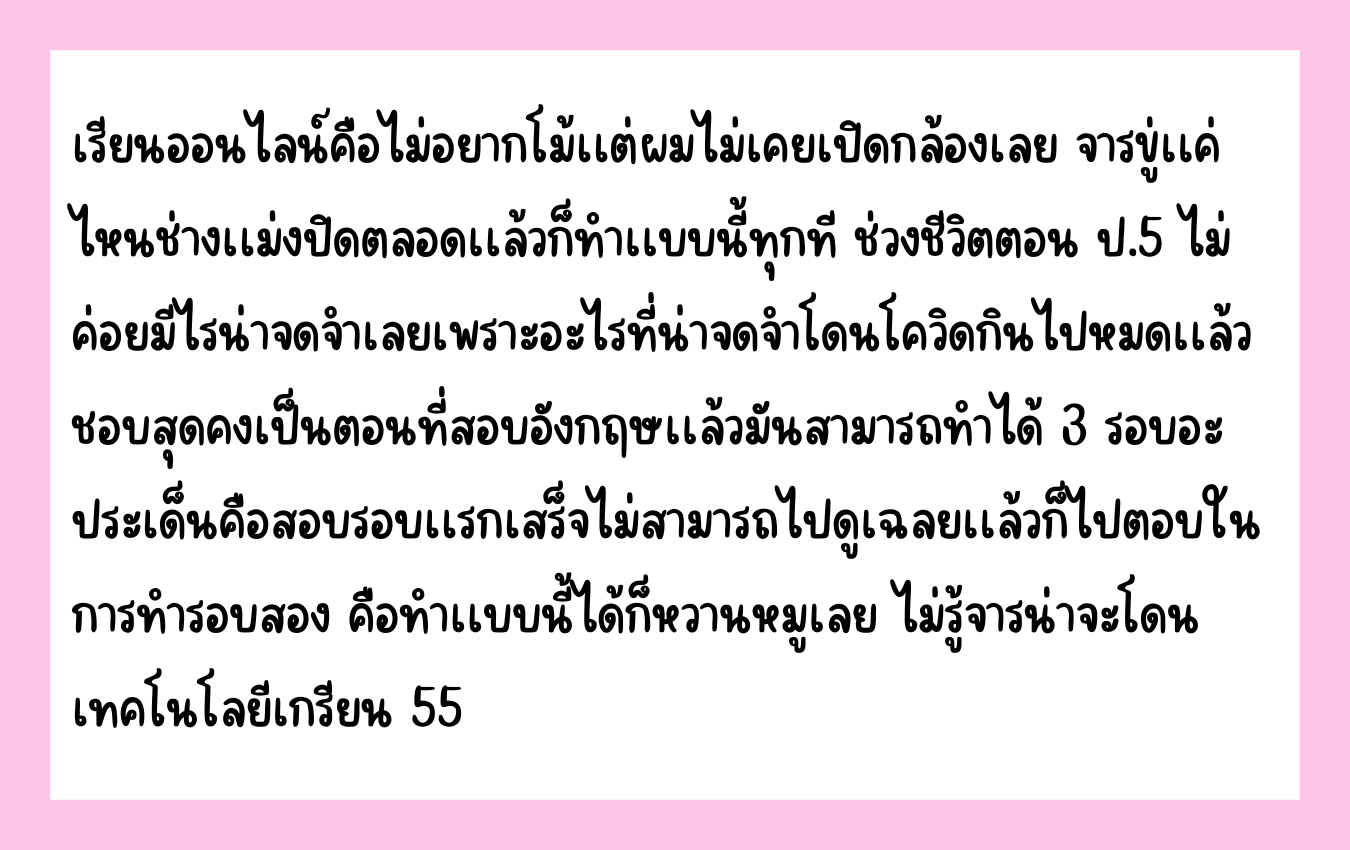 เรียนออนไลน์คือไม่อยากโม้แต่ผมไม่เคยเปิดกล้องเลย จารขู่แค่
ไหนช่างแม่งปิดตลอดแล้วก็ทำแบบนี้ทุกที ช่วงชีวิตตอน ป.5 ไม่
ค่อยมีไรน่าจดจำเลยเพราะอะไรที่น่าจดจำโดนโควิดกินไปหมดแล้ว
ชอบสุดคงเป็นตอนที่สอบอังกฤษแล้วมันสามารถทำได้ 3 รอบอะ
ประเด็นคือสอบรอบแรกเสร็จไม่สามารถไปดูเฉลยแล้วก็ไปตอบใน
การทำรอบสอง คือทำแบบนี้ได้ก็หวานหมูเลย ไม่รู้จารน่าจะโดน
เทคโนโลยีเกรียน 55